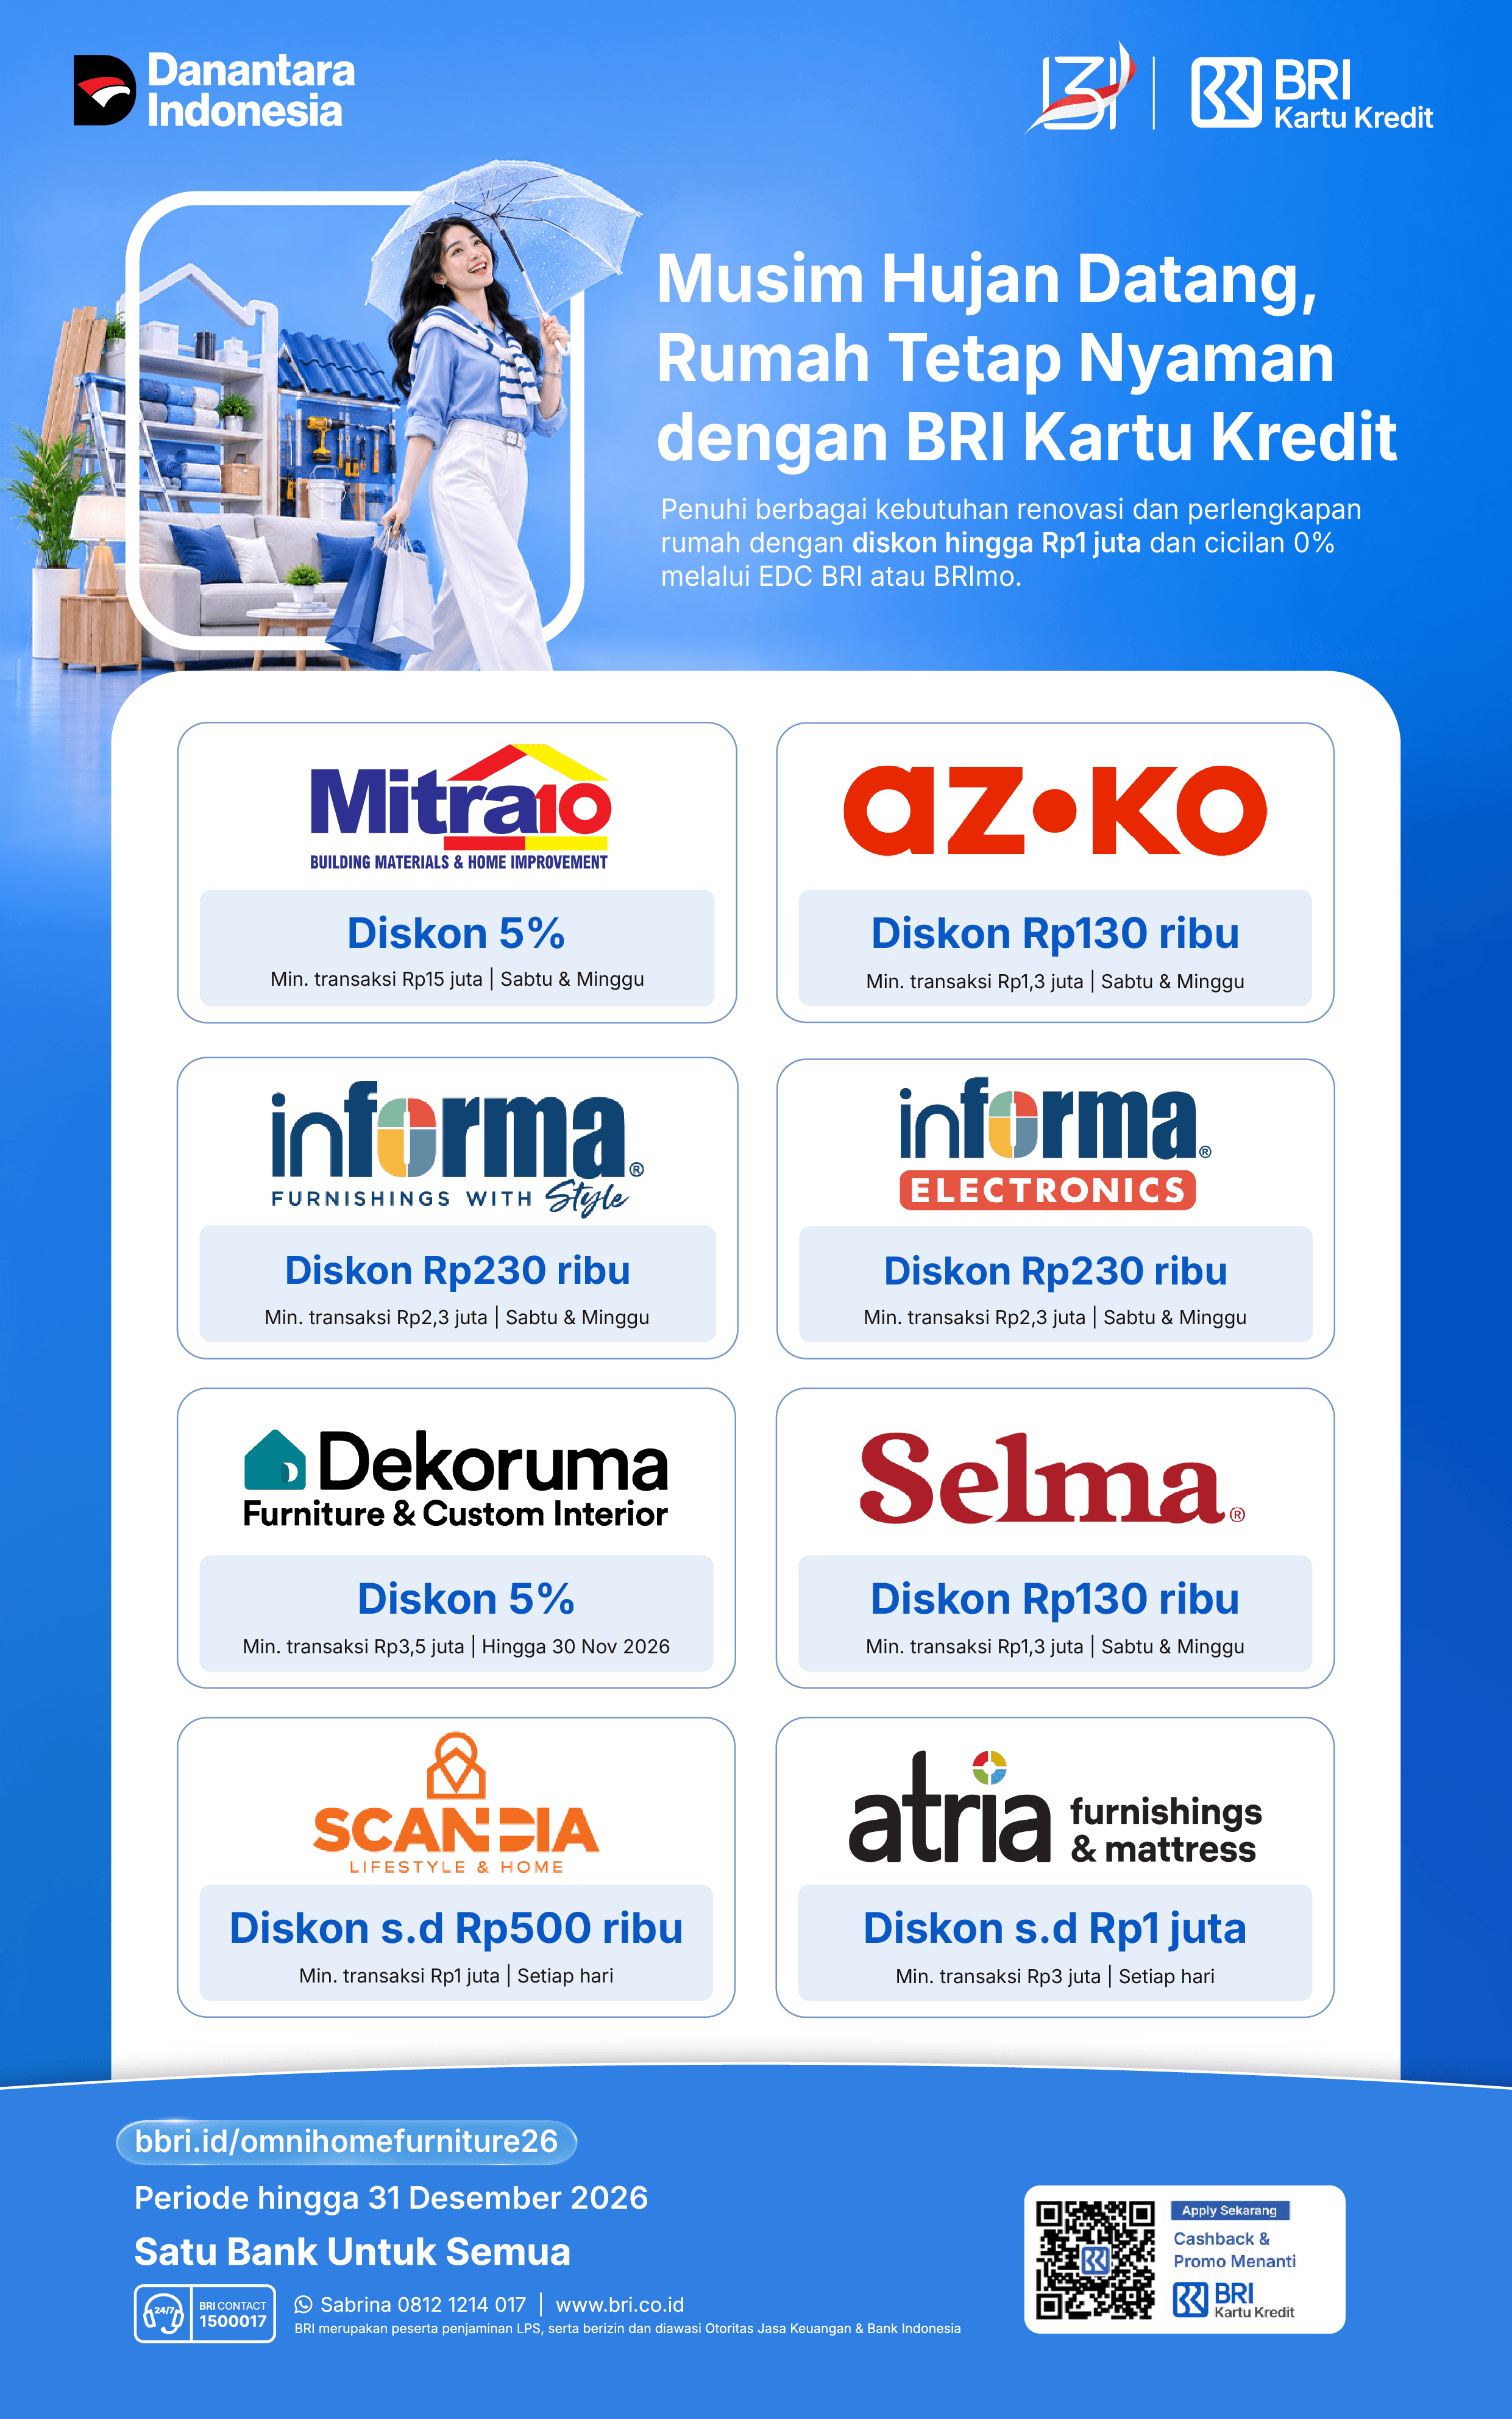 Danantara
Indonesia
131
BRI
Kartu Kredit
Musim Hujan Datang,
Rumah Tetap Nyaman
dengan BRI Kartu Kredit
Penuhi berbagai kebutuhan renovasi dan perlengkapan
rumah dengan diskon hingga Rp1 juta dan cicilan 0%
melalui EDC BRI atau BRImo.
Mitra10
BUILDING MATERIALS & HOME IMPROVEMENT
Diskon 5%
Min. transaksi Rp15 juta | Sabtu & Minggu
az•ko
Diskon Rp130 ribu
Min. transaksi Rp1,3 juta | Sabtu & Minggu
informa®
FURNISHINGS WITH Style
Diskon Rp230 ribu
Min. transaksi Rp2,3 juta | Sabtu & Minggu
informa®
ELECTRONICS
Diskon Rp230 ribu
Min. transaksi Rp2,3 juta | Sabtu & Minggu
Dekoruma
Furniture & Custom Interior
Diskon 5%
Min. transaksi Rp3,5 juta | Hingga 30 Nov 2026
Selma®
Diskon Rp130 ribu
Min. transaksi Rp1,3 juta | Sabtu & Minggu
SCANDIA
LIFESTYLE & HOME
Diskon s.d Rp500 ribu
Min. transaksi Rp1 juta | Setiap hari
atria furnishings
& mattress
Diskon s.d Rp1 juta
Min. transaksi Rp3 juta | Setiap hari
bbri.id/omnihomefurniture26
Periode hingga 31 Desember 2026
Satu Bank Untuk Semua
24/7
BRI CONTACT
1500017
Sabrina 0812 1214 017 | www.bri.co.id
BRI merupakan peserta penjaminan LPS, serta berizin dan diawasi Otoritas Jasa Keuangan & Bank Indonesia
Apply Sekarang
Cashback &
Promo Menanti
BRI
Kartu Kredit